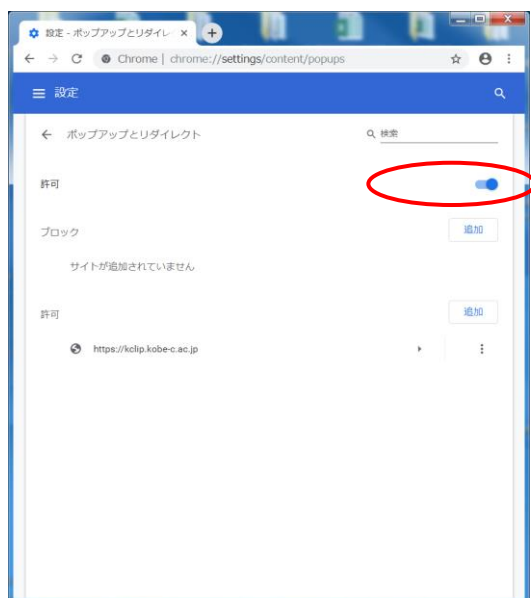 設定 - ポップアップとリダイレ
Chrome | chrome://settings/content/popups
設定
ポップアップとリダイレクト
検索
許可
ブロック
追加
サイトが追加されていません
許可
追加
https://kclip.kobe-c.ac.jp